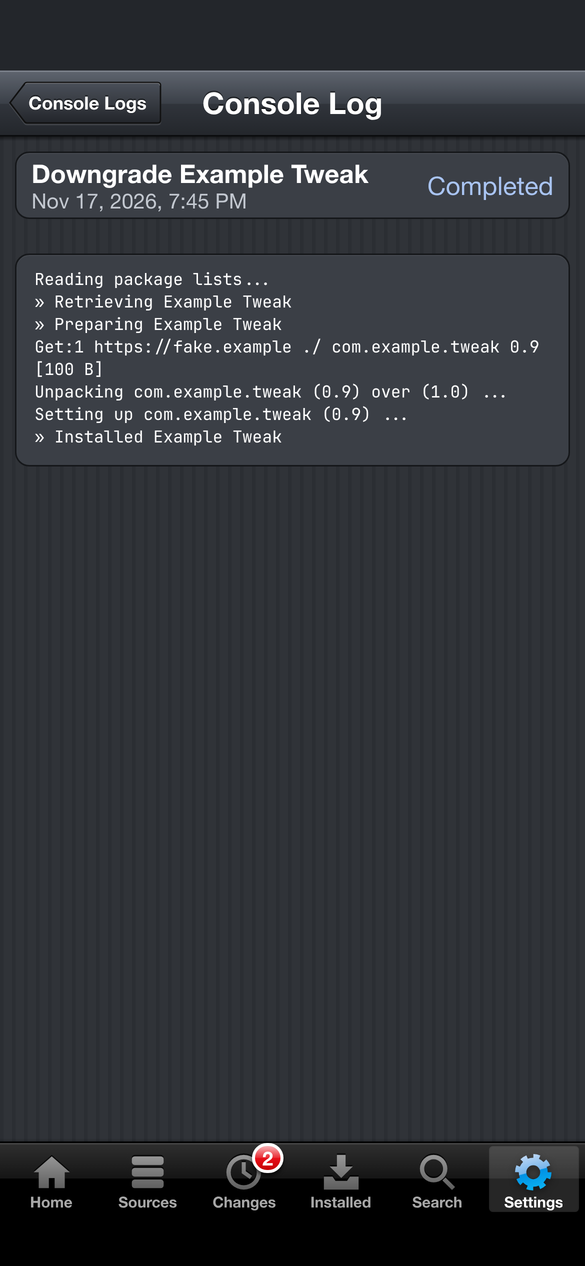 Console Logs
Console Log
Downgrade Example Tweak
Nov 17, 2026, 7:45 PM
Completed
Reading package lists...
» Retrieving Example Tweak
» Preparing Example Tweak
Get:1 https://fake.example ./ com.example.tweak 0.9
[100 B]
Unpacking com.example.tweak (0.9) over (1.0) ...
Setting up com.example.tweak (0.9) ...
» Installed Example Tweak
2
Home
Sources
Changes
Installed
Search
Settings